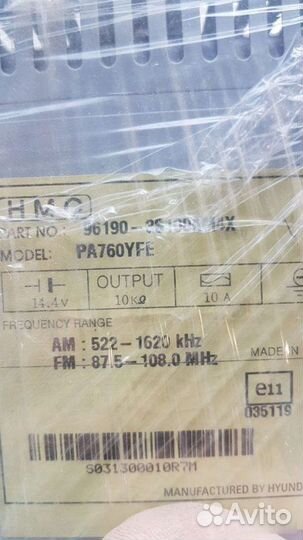 HMC
PART NO.: 96190-
MODEL: PA760YFE
14.4V
OUTPUT
10KΩ
10 A
FREQUENCY RANGE
AM : 522-1620 kHz
FM : 87.5-108.0 MHz
MADE IN
e11
035119
S031300010R7M
MANUFACTURED BY HYUND
Avito